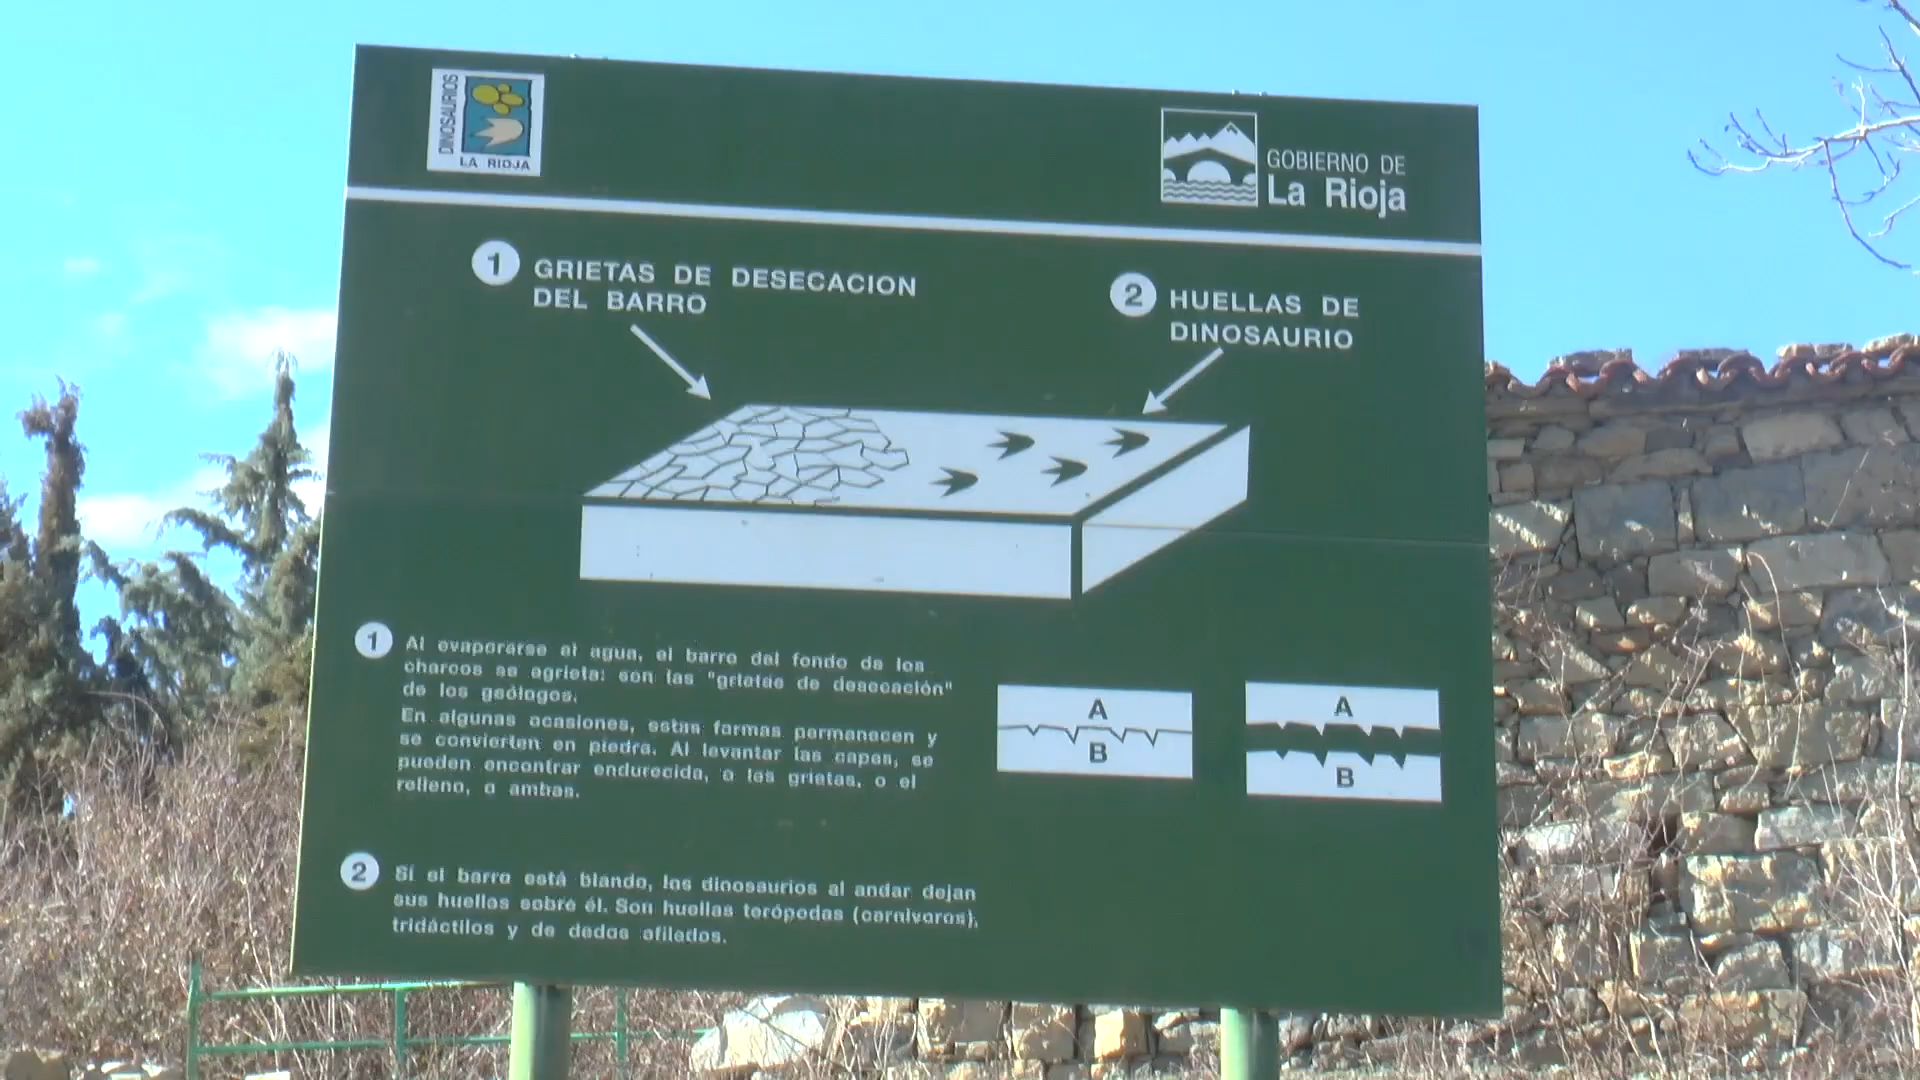 DINOSAURIOS
LA RIOJA
GOBIERNO DE
La Rioja
1 GRIETAS DE DESECACION
DEL BARRO
2 HUELLAS DE
DINOSAURIO
1 Al evaporarse el agua, el barro del fondo de los
charcos se agrieta: son las "grietas de desecación"
de los geólogos.
En algunas ocasiones, estas formas permanecen y
se convierten en piedra. Al levantar las capas, se
pueden encontrar endurecida, o las grietas, o el
relleno, o ambas.
A
B
A
B
2 Si el barro está blando, los dinosaurios al andar dejan
sus huellas sobre él. Son huellas terópodas (carnívoros),
tridáctilos y de dedos afilados.